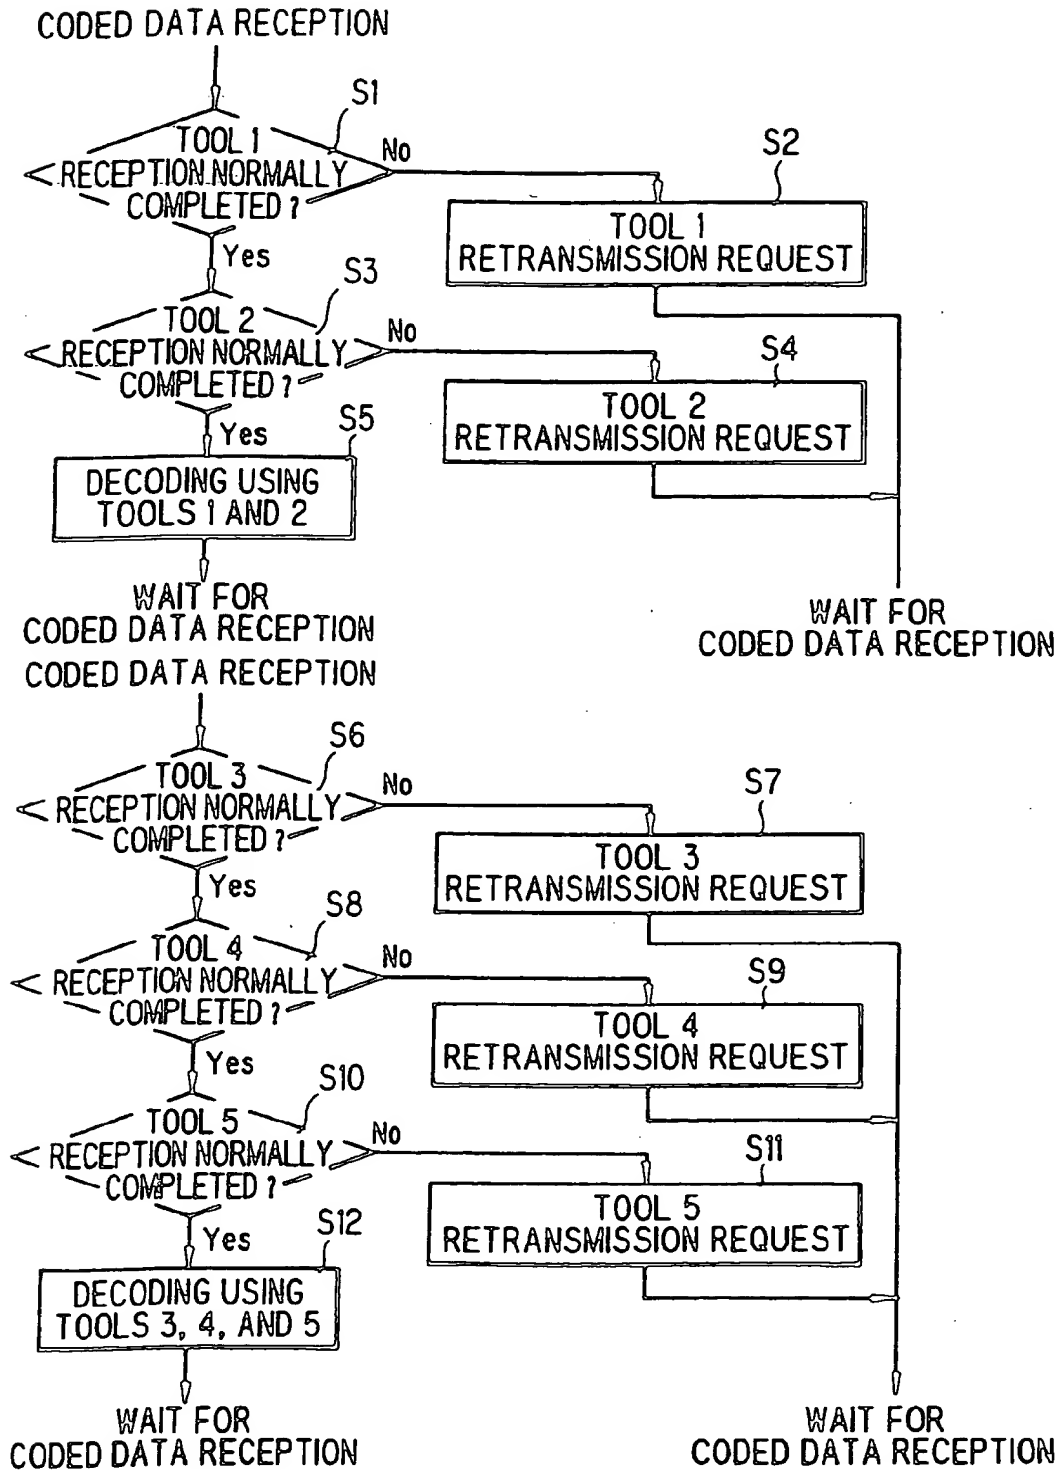 CODED DATA RECEPTION
S1
TOOL 1
RECEPTION NORMALLY
COMPLETED ?
No
S2
TOOL 1
RETRANSMISSION REQUEST
Yes
S3
TOOL 2
RECEPTION NORMALLY
COMPLETED ?
No
S4
TOOL 2
RETRANSMISSION REQUEST
Yes
S5
DECODING USING
TOOLS 1 AND 2
WAIT FOR
CODED DATA RECEPTION
WAIT FOR
CODED DATA RECEPTION
CODED DATA RECEPTION
S6
TOOL 3
RECEPTION NORMALLY
COMPLETED ?
No
S7
TOOL 3
RETRANSMISSION REQUEST
Yes
S8
TOOL 4
RECEPTION NORMALLY
COMPLETED ?
No
S9
TOOL 4
RETRANSMISSION REQUEST
Yes
S10
TOOL 5
RECEPTION NORMALLY
COMPLETED ?
No
S11
TOOL 5
RETRANSMISSION REQUEST
Yes
S12
DECODING USING
TOOLS 3, 4, AND 5
WAIT FOR
CODED DATA RECEPTION
WAIT FOR
CODED DATA RECEPTION